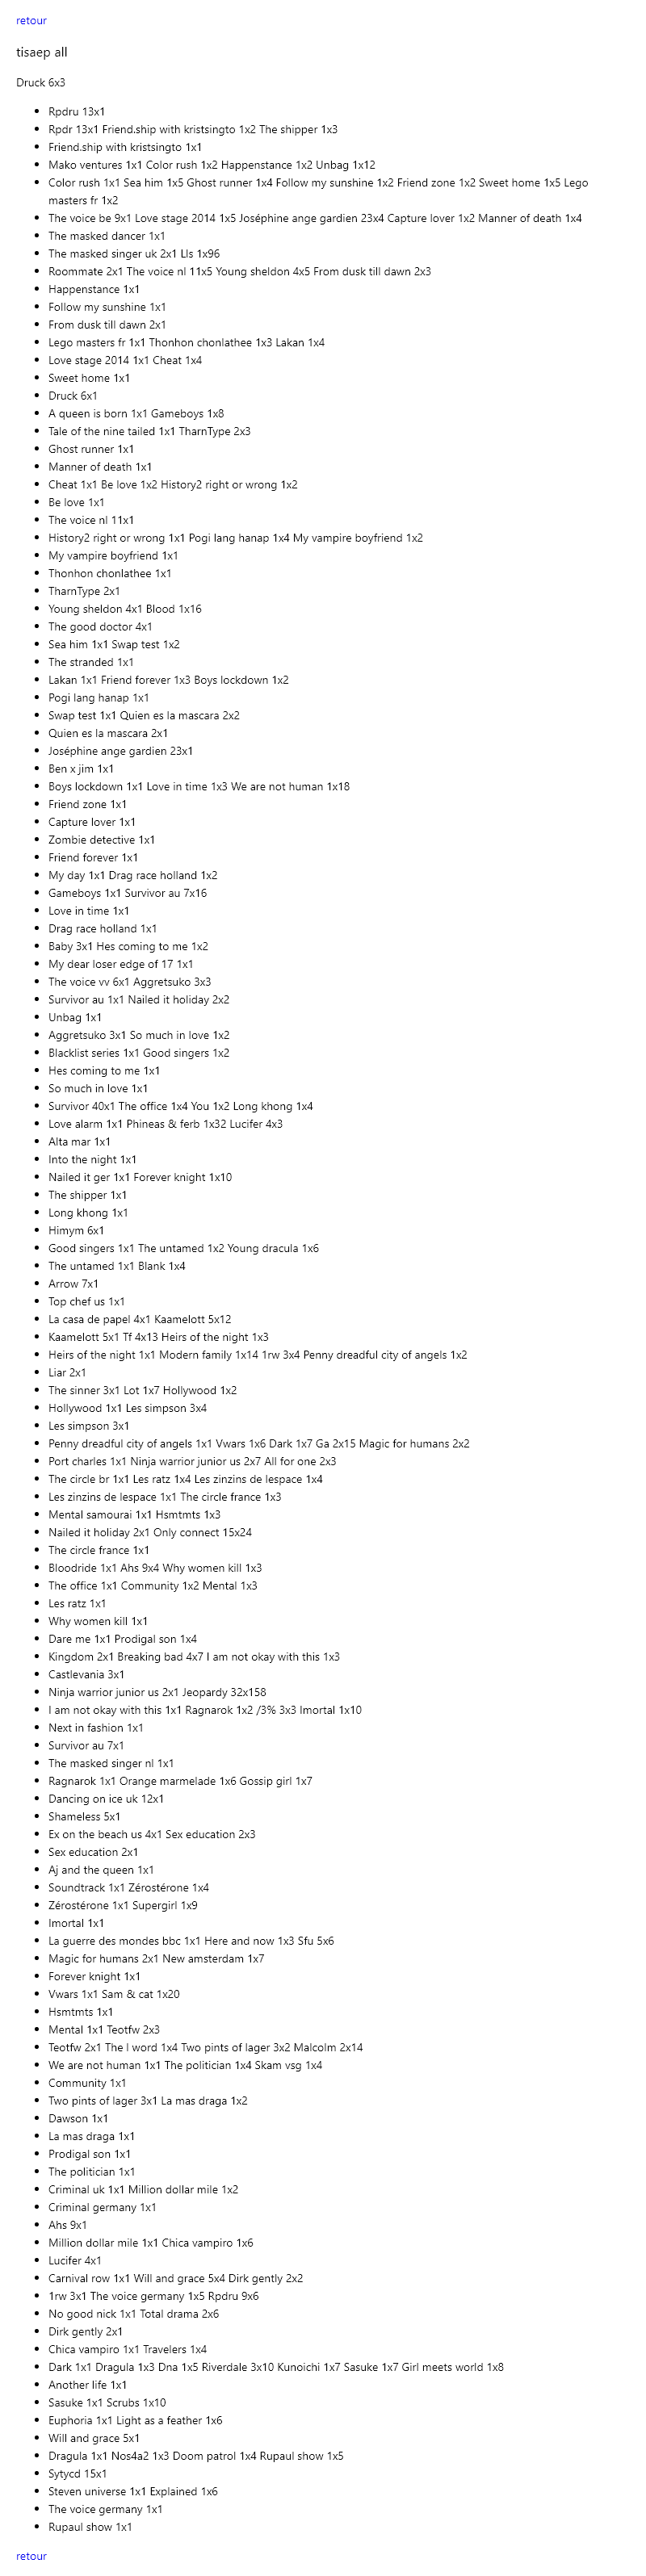 retour
tisaep all
Druck 6x3
Rpdru 13x1
Rpdr 13x1 Friend.ship with kristsingto 1x2 The shipper 1x3
Friend.ship with kristsingto 1x1
Mako ventures 1x1 Color rush 1x2 Happenstance 1x2 Unbag 1x12
Color rush 1x1 Sea him 1x5 Ghost runner 1x4 Follow my sunshine 1x2 Friend zone 1x2 Sweet home 1x5 Lego
masters fr 1x2
The voice be 9x1 Love stage 2014 1x5 Joséphine ange gardien 23x4 Capture lover 1x2 Manner of death 1x4
The masked dancer 1x1
The masked singer uk 2x1 Lls 1x96
Roommate 2x1 The voice nl 11x5 Young sheldon 4x5 From dusk till dawn 2x3
Happenstance 1x1
Follow my sunshine 1x1
From dusk till dawn 2x1
Lego masters fr 1x1 Thonhon chonlathee 1x3 Lakan 1x4
Love stage 2014 1x1 Cheat 1x4
Sweet home 1x1
Druck 6x1
A queen is born 1x1 Gameboys 1x8
Tale of the nine tailed 1x1 TharnType 2x3
Ghost runner 1x1
Manner of death 1x1
Cheat 1x1 Be love 1x2 History2 right or wrong 1x2
Be love 1x1
The voice nl 11x1
History2 right or wrong 1x1 Pogi lang hanap 1x4 My vampire boyfriend 1x2
My vampire boyfriend 1x1
Thonhon chonlathee 1x1
TharnType 2x1
Young sheldon 4x1 Blood 1x16
The good doctor 4x1
Sea him 1x1 Swap test 1x2
The stranded 1x1
Lakan 1x1 Friend forever 1x3 Boys lockdown 1x2
Pogi lang hanap 1x1
Swap test 1x1 Quien es la mascara 2x2
Quien es la mascara 2x1
Joséphine ange gardien 23x1
Ben x jim 1x1
Boys lockdown 1x1 Love in time 1x3 We are not human 1x18
Friend zone 1x1
Capture lover 1x1
Zombie detective 1x1
Friend forever 1x1
My day 1x1 Drag race holland 1x2
Gameboys 1x1 Survivor au 7x16
Love in time 1x1
Drag race holland 1x1
Baby 3x1 Hes coming to me 1x2
My dear loser edge of 17 1x1
The voice vv 6x1 Aggretsuko 3x3
Survivor au 1x1 Nailed it holiday 2x2
Unbag 1x1
Aggretsuko 3x1 So much in love 1x2
Blacklist series 1x1 Good singers 1x2
Hes coming to me 1x1
So much in love 1x1
Survivor 40x1 The office 1x4 You 1x2 Long khong 1x4
Love alarm 1x1 Phineas & ferb 1x32 Lucifer 4x3
Alta mar 1x1
Into the night 1x1
Nailed it ger 1x1 Forever knight 1x10
The shipper 1x1
Long khong 1x1
Himym 6x1
Good singers 1x1 The untamed 1x2 Young dracula 1x6
The untamed 1x1 Blank 1x4
Arrow 7x1
Top chef us 1x1
La casa de papel 4x1 Kaamelott 5x12
Kaamelott 5x1 Tf 4x13 Heirs of the night 1x3
Heirs of the night 1x1 Modern family 1x14 1rw 3x4 Penny dreadful city of angels 1x2
Liar 2x1
The sinner 3x1 Lot 1x7 Hollywood 1x2
Hollywood 1x1 Les simpson 3x4
Les simpson 3x1
Penny dreadful city of angels 1x1 Vwars 1x6 Dark 1x7 Ga 2x15 Magic for humans 2x2
Port charles 1x1 Ninja warrior junior us 2x7 All for one 2x3
The circle br 1x1 Les ratz 1x4 Les zinzins de lespace 1x4
Les zinzins de lespace 1x1 The circle france 1x3
Mental samourai 1x1 Hsmtmts 1x3
Nailed it holiday 2x1 Only connect 15x24
The circle france 1x1
Bloodride 1x1 Ahs 9x4 Why women kill 1x3
The office 1x1 Community 1x2 Mental 1x3
Les ratz 1x1
Why women kill 1x1
Dare me 1x1 Prodigal son 1x4
Kingdom 2x1 Breaking bad 4x7 I am not okay with this 1x3
Castlevania 3x1
Ninja warrior junior us 2x1 Jeopardy 32x158
I am not okay with this 1x1 Ragnarok 1x2 /3% 3x3 Imortal 1x10
Next in fashion 1x1
Survivor au 7x1
The masked singer nl 1x1
Ragnarok 1x1 Orange marmelade 1x6 Gossip girl 1x7
Dancing on ice uk 12x1
Shameless 5x1
Ex on the beach us 4x1 Sex education 2x3
Sex education 2x1
Aj and the queen 1x1
Soundtrack 1x1 Zérostérone 1x4
Zérostérone 1x1 Supergirl 1x9
Imortal 1x1
La guerre des mondes bbc 1x1 Here and now 1x3 Sfu 5x6
Magic for humans 2x1 New amsterdam 1x7
Forever knight 1x1
Vwars 1x1 Sam & cat 1x20
Hsmtmts 1x1
Mental 1x1 Teotfw 2x3
Teotfw 2x1 The l word 1x4 Two pints of lager 3x2 Malcolm 2x14
We are not human 1x1 The politician 1x4 Skam vsg 1x4
Community 1x1
Two pints of lager 3x1 La mas draga 1x2
Dawson 1x1
La mas draga 1x1
Prodigal son 1x1
The politician 1x1
Criminal uk 1x1 Million dollar mile 1x2
Criminal germany 1x1
Ahs 9x1
Million dollar mile 1x1 Chica vampiro 1x6
Lucifer 4x1
Carnival row 1x1 Will and grace 5x4 Dirk gently 2x2
1rw 3x1 The voice germany 1x5 Rpdru 9x6
No good nick 1x1 Total drama 2x6
Dirk gently 2x1
Chica vampiro 1x1 Travelers 1x4
Dark 1x1 Dragula 1x3 Dna 1x5 Riverdale 3x10 Kunoichi 1x7 Sasuke 1x7 Girl meets world 1x8
Another life 1x1
Sasuke 1x1 Scrubs 1x10
Euphoria 1x1 Light as a feather 1x6
Will and grace 5x1
Dragula 1x1 Nos4a2 1x3 Doom patrol 1x4 Rupaul show 1x5
Sytycd 15x1
Steven universe 1x1 Explained 1x6
The voice germany 1x1
Rupaul show 1x1
retour